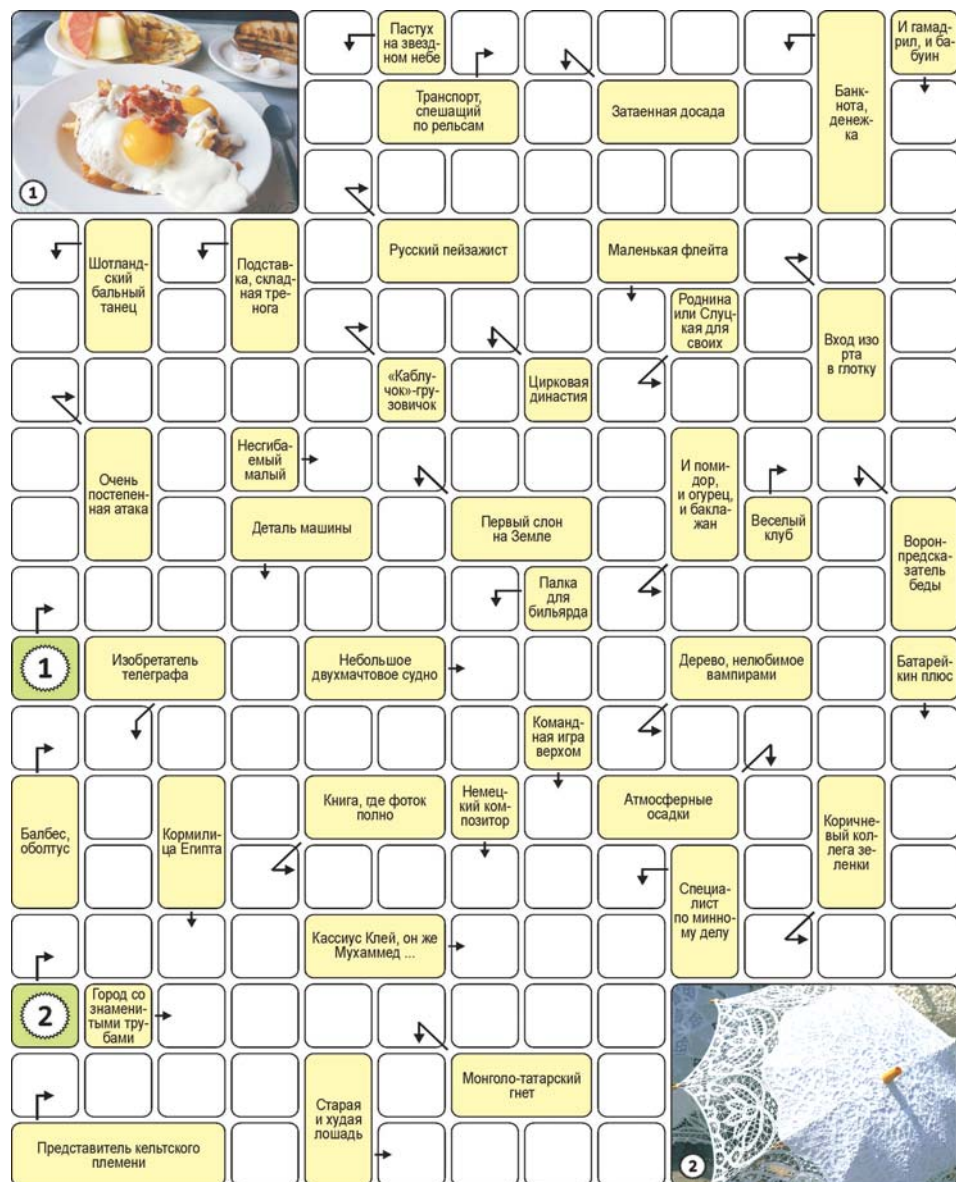 Пастух
на звезд-
ном небе
И гамад-
рил, и ба-
буин
Транспорт,
спешащий
по рельсам
Затаенная досада
Банк-
нота,
денеж-
ка
1
Шотланд-
ский
бальный
танец
Подстав-
ка, склад-
ная тре-
нога
Русский пейзажист
Маленькая флейта
Роднина
или Слуц-
кая для
своих
Вход изо
рта
в глотку
«Каблу-
чок»-гру-
зовичок
Цирковая
династия
Очень
постепен-
ная атака
Несгиба-
емый
малый
И поми-
дор,
и огурец,
и бакла-
жан
Деталь машины
Первый слон
на Земле
Веселый
клуб
Ворон-
предска-
затель
беды
Палка
для
бильярда
1
Изобретатель
телеграфа
Небольшое
двухмачтовое судно
Дерево, нелюбимое
вампирами
Батарей-
кин плюс
Команд-
ная игра
верхом
Балбес,
оболтус
Кормили-
ца Египта
Книга, где фоток
полно
Немец-
кий ком-
позитор
Атмосферные
осадки
Коричне-
вый кол-
лега зе-
ленки
Специа-
лист
по минно-
му делу
Кассиус Клей, он же
Мухаммед ...
2
Город со
знамени-
тыми тру-
бами
Старая
и худая
лошадь
Монголо-татарский
гнет
Представитель кельтского
племени
2